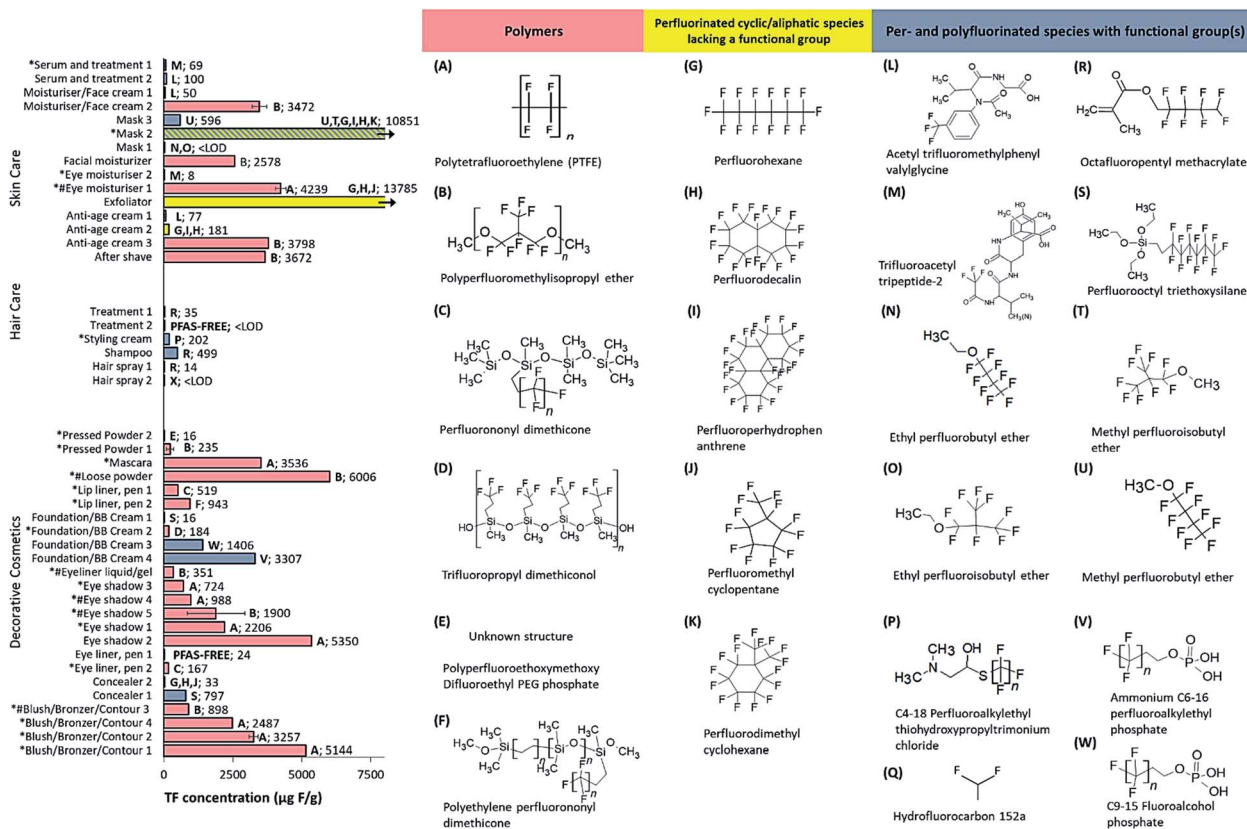 Skin Care
*Serum and treatment 1 M; 69
Serum and treatment 2 L; 100
Moisturiser/Face cream 1 L; 50
Moisturiser/Face cream 2 B; 3472
Mask 3 U; 596
*Mask 2 U,T,G,I,H,K; 10851
Mask 1 N,O; <LOD
Facial moisturizer B; 2578
*Eye moisturiser 2 M; 8
*#Eye moisturiser 1 A; 4239
Exfoliator G,H,J; 13785
Anti-age cream 1 L; 77
Anti-age cream 2 G,I,H; 181
Anti-age cream 3 B; 3798
After shave B; 3672
Hair Care
Treatment 1 R; 35
Treatment 2 PFAS-FREE; <LOD
*Styling cream P; 202
Shampoo R; 499
Hair spray 1 R; 14
Hair spray 2 X; <LOD
Decorative Cosmetics
*Pressed Powder 2 E; 16
*Pressed Powder 1 B; 235
*Mascara A; 3536
*#Loose powder B; 6006
*Lip liner, pen 1 C; 519
*Lip liner, pen 2 F; 943
Foundation/BB Cream 1 S; 16
*Foundation/BB Cream 2 D; 184
Foundation/BB Cream 3 W; 1406
Foundation/BB Cream 4 V; 3307
*#Eyeliner liquid/gel B; 351
*Eye shadow 3 A; 724
*#Eye shadow 4 A; 988
*#Eye shadow 5 B; 1900
*Eye shadow 1 A; 2206
Eye shadow 2 A; 5350
Eye liner, pen 1 PFAS-FREE; 24
*Eye liner, pen 2 C; 167
Concealer 2 G,H,J; 33
Concealer 1 S; 797
*#Blush/Bronzer/Contour 3 B; 898
*Blush/Bronzer/Contour 4 A; 2487
*Blush/Bronzer/Contour 2 A; 3257
*Blush/Bronzer/Contour 1 A; 5144
0 2500 5000 7500
TF concentration (µg F/g)
Polymers
(A)
Polytetrafluoroethylene (PTFE)
(B)
Polyperfluoromethylisopropyl ether
(C)
Perfluorononyl dimethicone
(D)
Trifluoropropyl dimethiconol
(E)
Unknown structure
Polyperfluoroethoxymethoxy
Difluoroethyl PEG phosphate
(F)
Polyethylene perfluorononyl
dimethicone
Perfluorinated cyclic/aliphatic species
lacking a functional group
(G)
Perfluorohexane
(H)
Perfluorodecalin
(I)
Perfluoroperhydrophen
anthrene
(J)
Perfluoromethyl
cyclopentane
(K)
Perfluorodimethyl
cyclohexane
Per- and polyfluorinated species with functional group(s)
(L)
Acetyl trifluoromethylphenyl
valylglycine
(M)
Trifluoroacetyl
tripeptide-2
(N)
Ethyl perfluorobutyl ether
(O)
Ethyl perfluoroisobutyl ether
(P)
C4-18 Perfluoroalkylethyl
thiohydroxypropyltrimonium
chloride
(Q)
Hydrofluorocarbon 152a
(R)
Octafluoropentyl methacrylate
(S)
Perfluorooctyl triethoxysilane
(T)
Methyl perfluoroisobutyl
ether
(U)
Methyl perfluorobutyl ether
(V)
Ammonium C6-16
perfluoroalkylethyl
phosphate
(W)
C9-15 Fluoroalcohol
phosphate